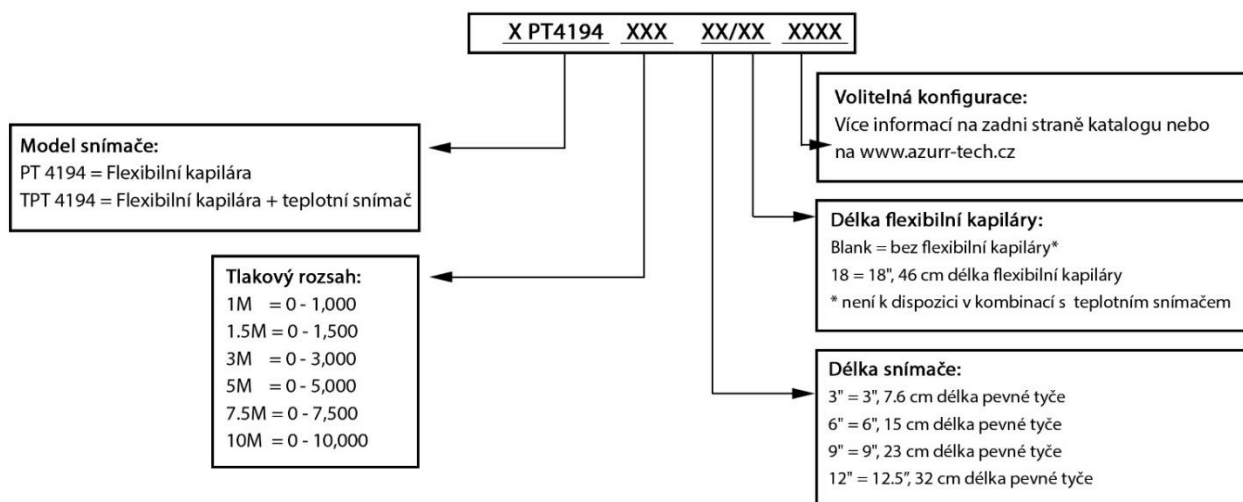 X PT4194 XXX XX/XX XXXX
Volitelná konfigurace:
Více informací na zadni straně katalogu nebo
na www.azurr-tech.cz
Model snímače:
PT 4194 = Flexibilní kapilára
TPT 4194 = Flexibilní kapilára + teplotní snímač
Délka flexibilní kapiláry:
Blank = bez flexibilní kapiláry*
18 = 18", 46 cm délka flexibilní kapiláry
* není k dispozici v kombinací s teplotním snímačem
Tlakový rozsah:
1M = 0 - 1,000
1.5M = 0 - 1,500
3M = 0 - 3,000
5M = 0 - 5,000
7.5M = 0 - 7,500
10M = 0 - 10,000
Délka snímače:
3" = 3", 7.6 cm délka pevné tyče
6" = 6", 15 cm délka pevné tyče
9" = 9", 23 cm délka pevné tyče
12" = 12.5", 32 cm délka pevné tyče